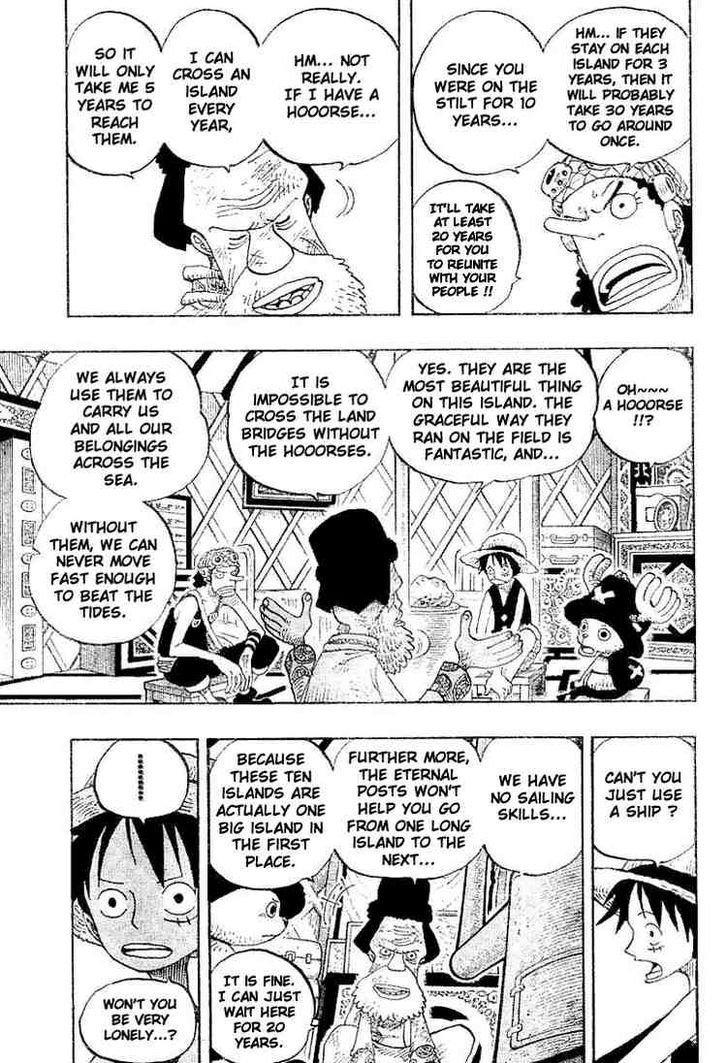 HM... IF THEY
STAY ON EACH
ISLAND FOR 3
YEARS, THEN IT
WILL PROBABLY
TAKE 30 YEARS
TO GO AROUND
ONCE.
SINCE YOU
WERE ON THE
STILT FOR 10
YEARS...
IT'LL TAKE
AT LEAST
20 YEARS
FOR YOU
TO REUNITE
WITH YOUR
PEOPLE !!
HM... NOT
REALLY.
IF I HAVE A
HOOORSE...
I CAN
CROSS AN
ISLAND
EVERY
YEAR,
SO IT
WILL ONLY
TAKE ME 5
YEARS TO
REACH
THEM.
OH~~~
A HOOORSE
!!?
YES. THEY ARE THE
MOST BEAUTIFUL THING
ON THIS ISLAND. THE
GRACEFUL WAY THEY
RAN ON THE FIELD IS
FANTASTIC, AND...
IT IS
IMPOSSIBLE TO
CROSS THE LAND
BRIDGES WITHOUT
THE HOOORSES.
WE ALWAYS
USE THEM TO
CARRY US
AND ALL OUR
BELONGINGS
ACROSS THE
SEA.
WITHOUT
THEM, WE CAN
NEVER MOVE
FAST ENOUGH
TO BEAT THE
TIDES.
CAN'T YOU
JUST USE
A SHIP ?
WE HAVE
NO SAILING
SKILLS...
FURTHER MORE,
THE ETERNAL
POSTS WON'T
HELP YOU GO
FROM ONE LONG
ISLAND TO THE
NEXT...
BECAUSE
THESE TEN
ISLANDS ARE
ACTUALLY ONE
BIG ISLAND IN
THE FIRST
PLACE.
IT IS FINE.
I CAN JUST
WAIT HERE
FOR 20
YEARS.
.........
WON'T YOU
BE VERY
LONELY...?